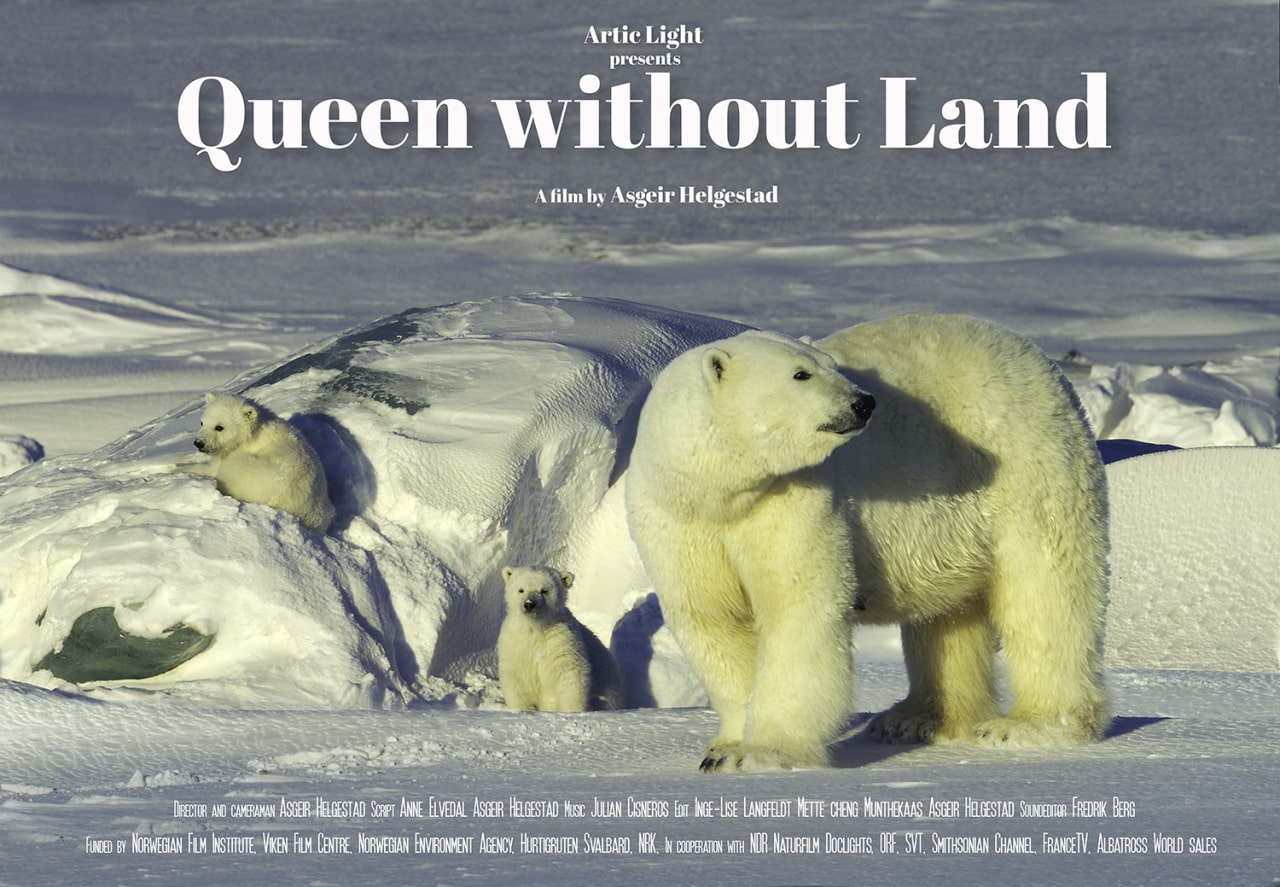 Artic Light
presents
Queen without Land
A film by Asgeir Helgestad
Director and cameraman Asgeir Helgestad Script Anne Elvedal Asgeir Helgestad Music Julian Cisneros Edit Inge-Lise Langfeldt Mette cheng Munthekaas Asgeir Helgestad Soundeditor Fredrik Berg
Funded by Norwegian Film Institute, Viken Film Centre, Norwegian Environment Agency, Hurtigruten Svalbard, NRK, In cooperation with NDR Naturfilm Doclights, ORF, SVT, Smithsonian Channel, FranceTV, Albatross World sales